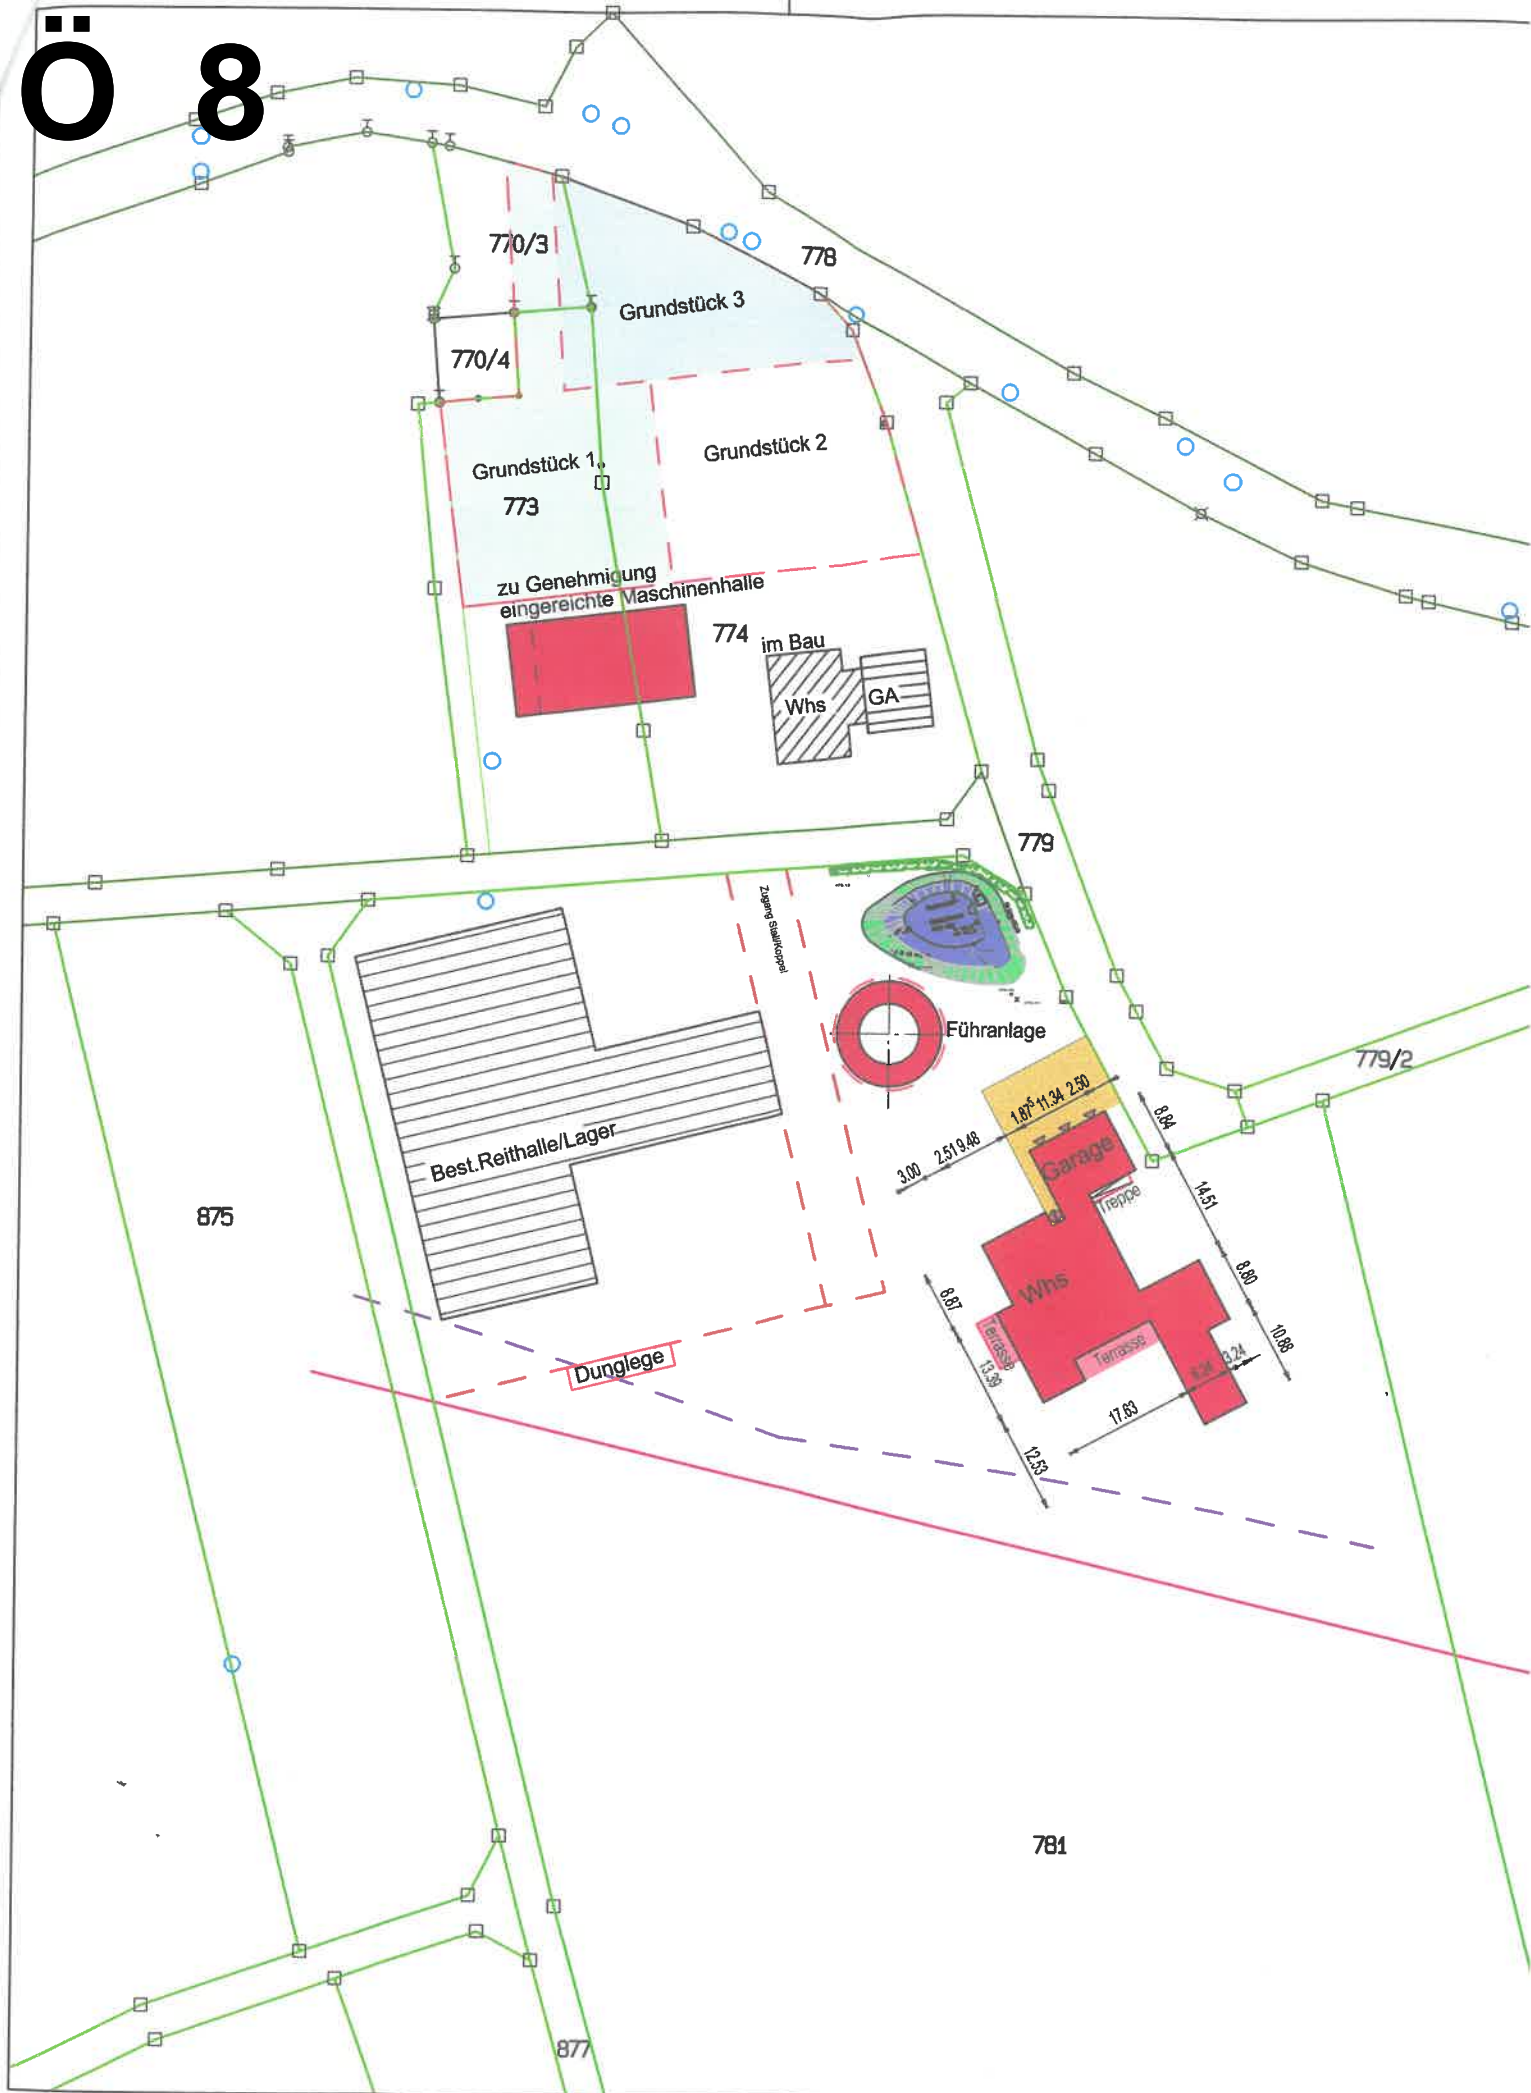 Ö 8
770/3
778
Grundstück 3
770/4
Grundstück 2
Grundstück 1
773
zu Genehmigung
eingereichte Maschinenhalle
774
im Bau
Whs
GA
779
Zugang Stall/Koppel
Führanlage
779/2
1.87⁵ 11.34 2.50
2.51 9.48
3.00
8.84
Garage
Best.Reithalle/Lager
Treppe
14.51
875
8.80
Whs
8.87
10.88
Terrasse
Terrasse
3.24
Dunglege
13.39
17.63
12.53
781
877